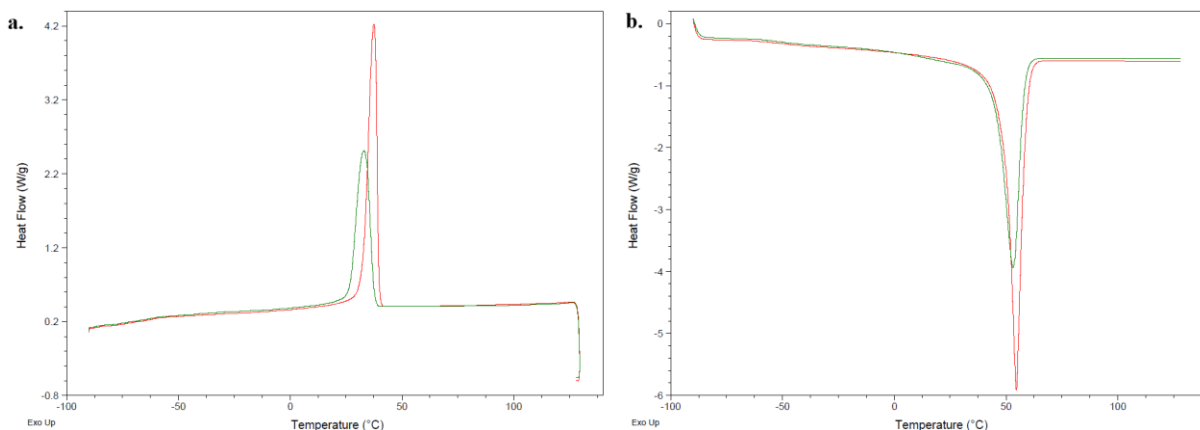 a.
4.2
3.2
2.2
1.2
0.2
-0.8
Heat Flow (W/g)
-100
-50
0
50
100
Exo Up
Temperature (°C)
b.
0
-1
-2
-3
-4
-5
-6
Heat Flow (W/g)
-100
-50
0
50
100
Exo Up
Temperature (°C)